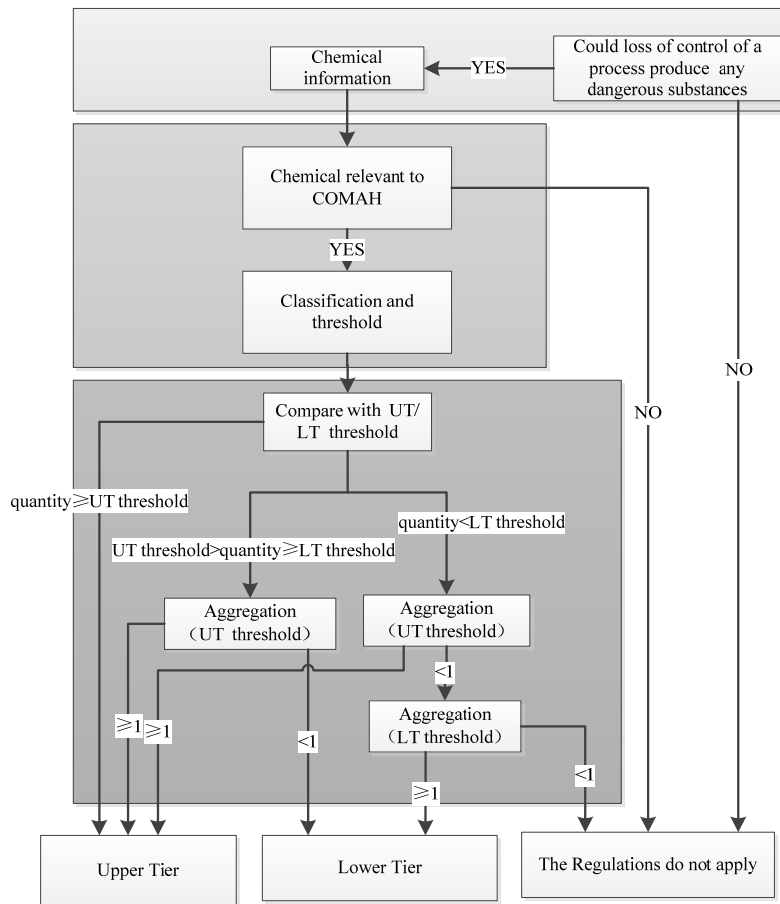 Could loss of control of a
process produce any
dangerous substances
YES
Chemical
information
Chemical relevant to
COMAH
YES
Classification and
threshold
NO
NO
Compare with UT/
LT threshold
quantity≥UT threshold
quantity<LT threshold
UT threshold>quantity≥LT threshold
Aggregation
（UT threshold）
Aggregation
（UT threshold）
<1
Aggregation
（LT threshold）
≥1
≥1
<1
<1
≥1
Upper Tier
Lower Tier
The Regulations do not apply